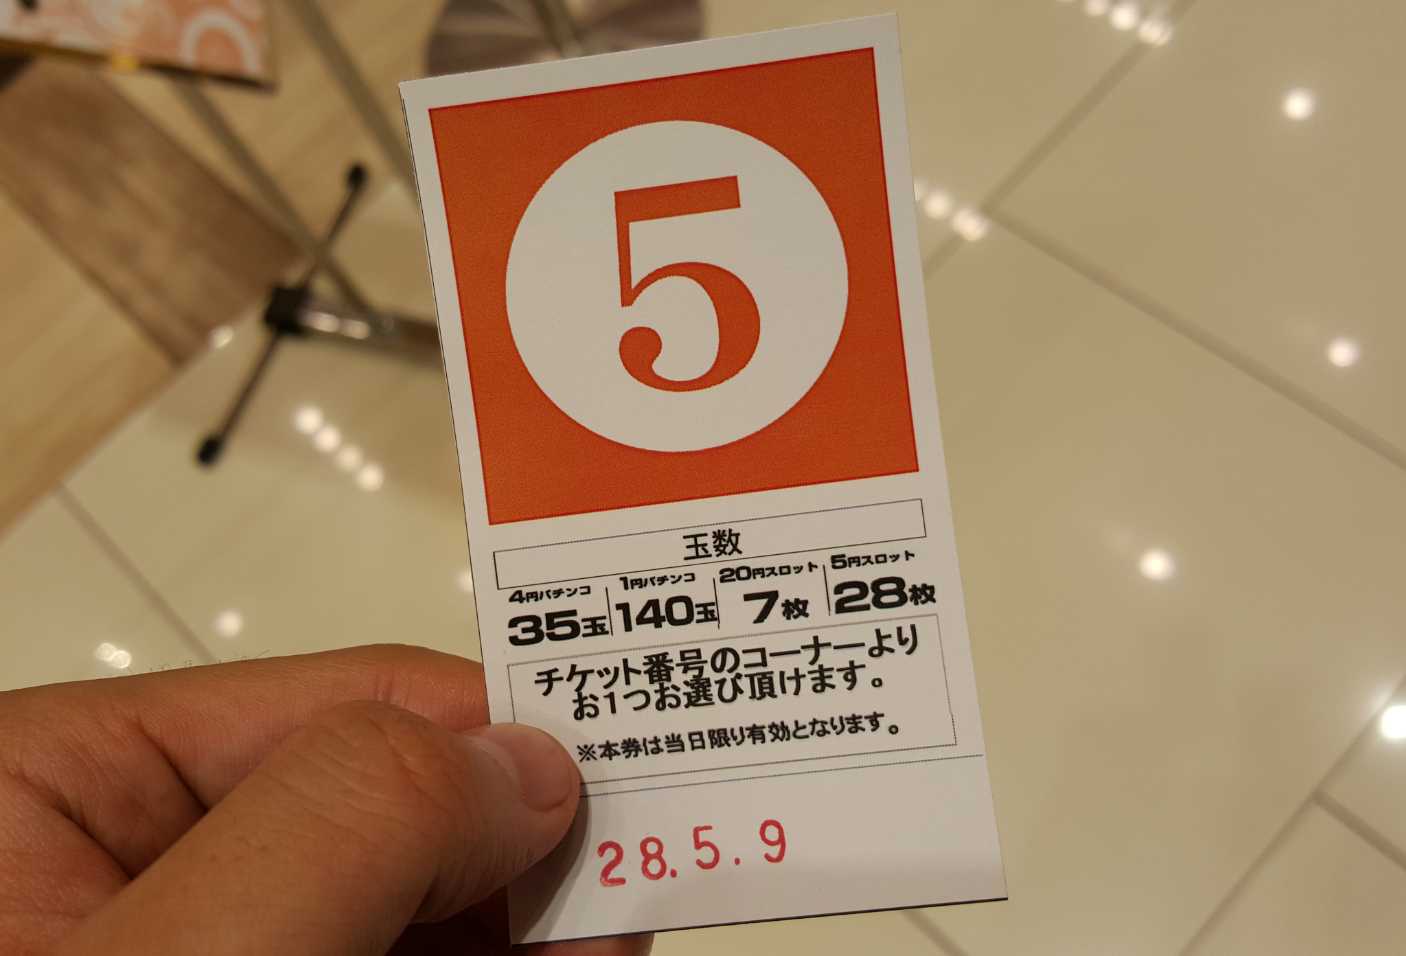 5
玉数
4円パチンコ 1円パチンコ 20円スロット 5円スロット
35玉 140玉 7枚 28枚
チケット番号のコーナーより
お1つお選び頂けます。
※本券は当日限り有効となります。
28.5.9